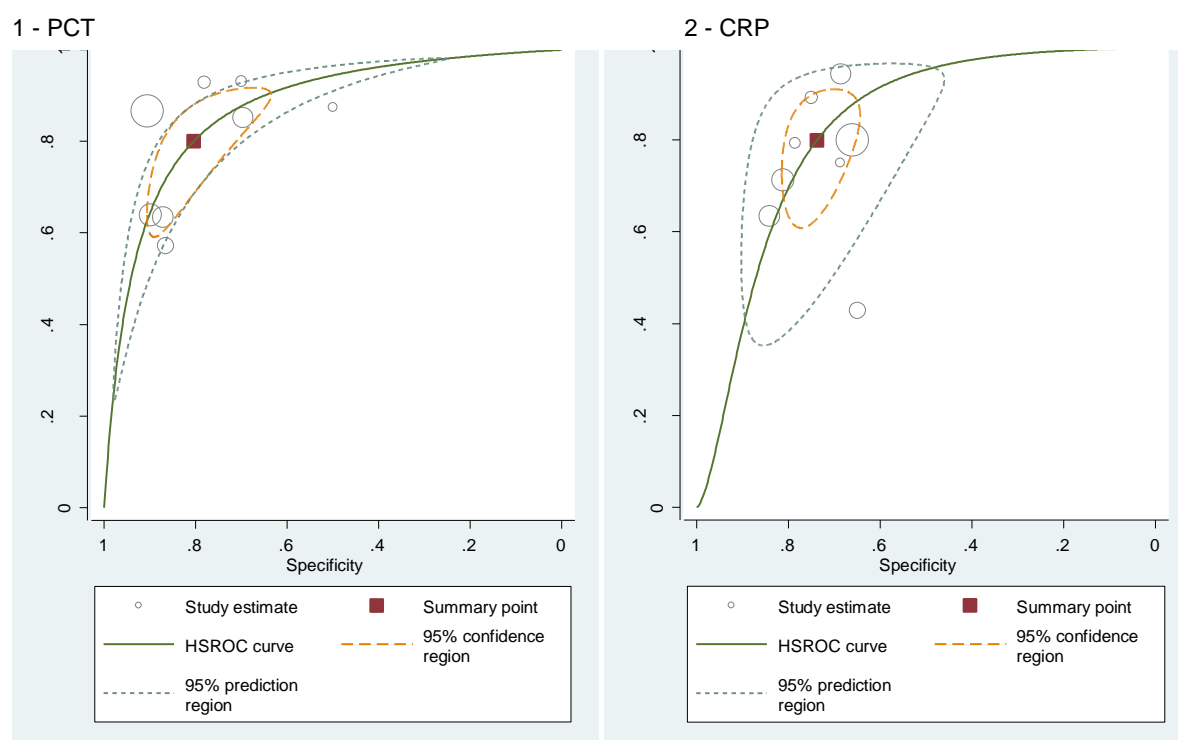 1 - PCT
2 - CRP
.8
.6
.4
.2
0
1
.8
.6
.4
.2
0
Specificity
.8
.6
.4
.2
0
1
.8
.6
.4
.2
0
Specificity
Study estimate
Summary point
HSROC curve
95% confidence
region
95% prediction
region
Study estimate
Summary point
HSROC curve
95% confidence
region
95% prediction
region